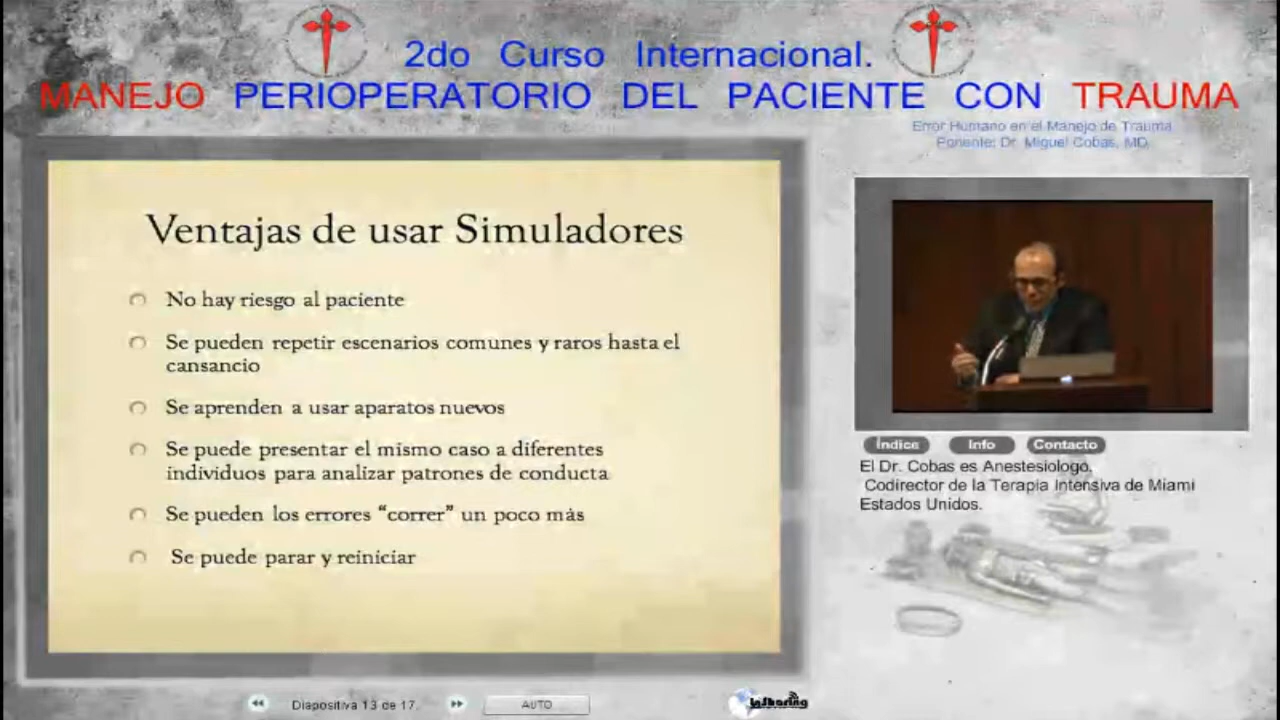 2do Curso Internacional.
MANEJO PERIOPERATORIO DEL PACIENTE CON TRAUMA
Error Humano en el Manejo de Trauma
Ponente: Dr. Miguel Cobas, MD.
Ventajas de usar Simuladores
No hay riesgo al paciente
Se pueden repetir escenarios comunes y raros hasta el
cansancio
Se aprenden a usar aparatos nuevos
Se puede presentar el mismo caso a diferentes
individuos para analizar patrones de conducta
Se pueden los errores “correr” un poco más
Se puede parar y reiniciar
Índice Info Contacto
El Dr. Cobas es Anestesiologo.
Codirector de la Terapia Intensiva de Miami
Estados Unidos.
Diapositiva 13 de 17. AUTO
inSharing